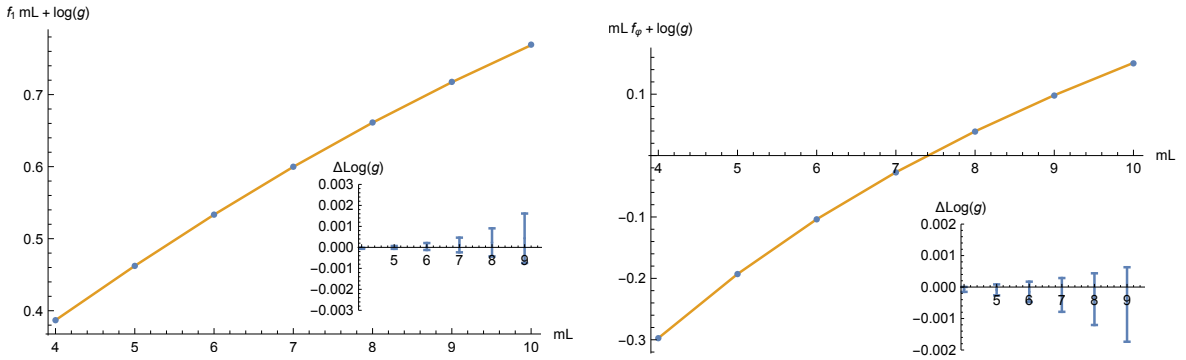 f₁ mL + log(g)
0.7
0.6
0.5
0.4
4 5 6 7 8 9 10 mL
ΔLog(g)
0.003
0.002
0.001
0.000
−0.001
−0.002
−0.003
5 6 7 8 9
mL fφ + log(g)
0.1
−0.1
−0.2
−0.3
4 5 6 7 8 9 10 mL
ΔLog(g)
0.002
0.001
0.000
−0.001
0.002
5 6 7 8 9